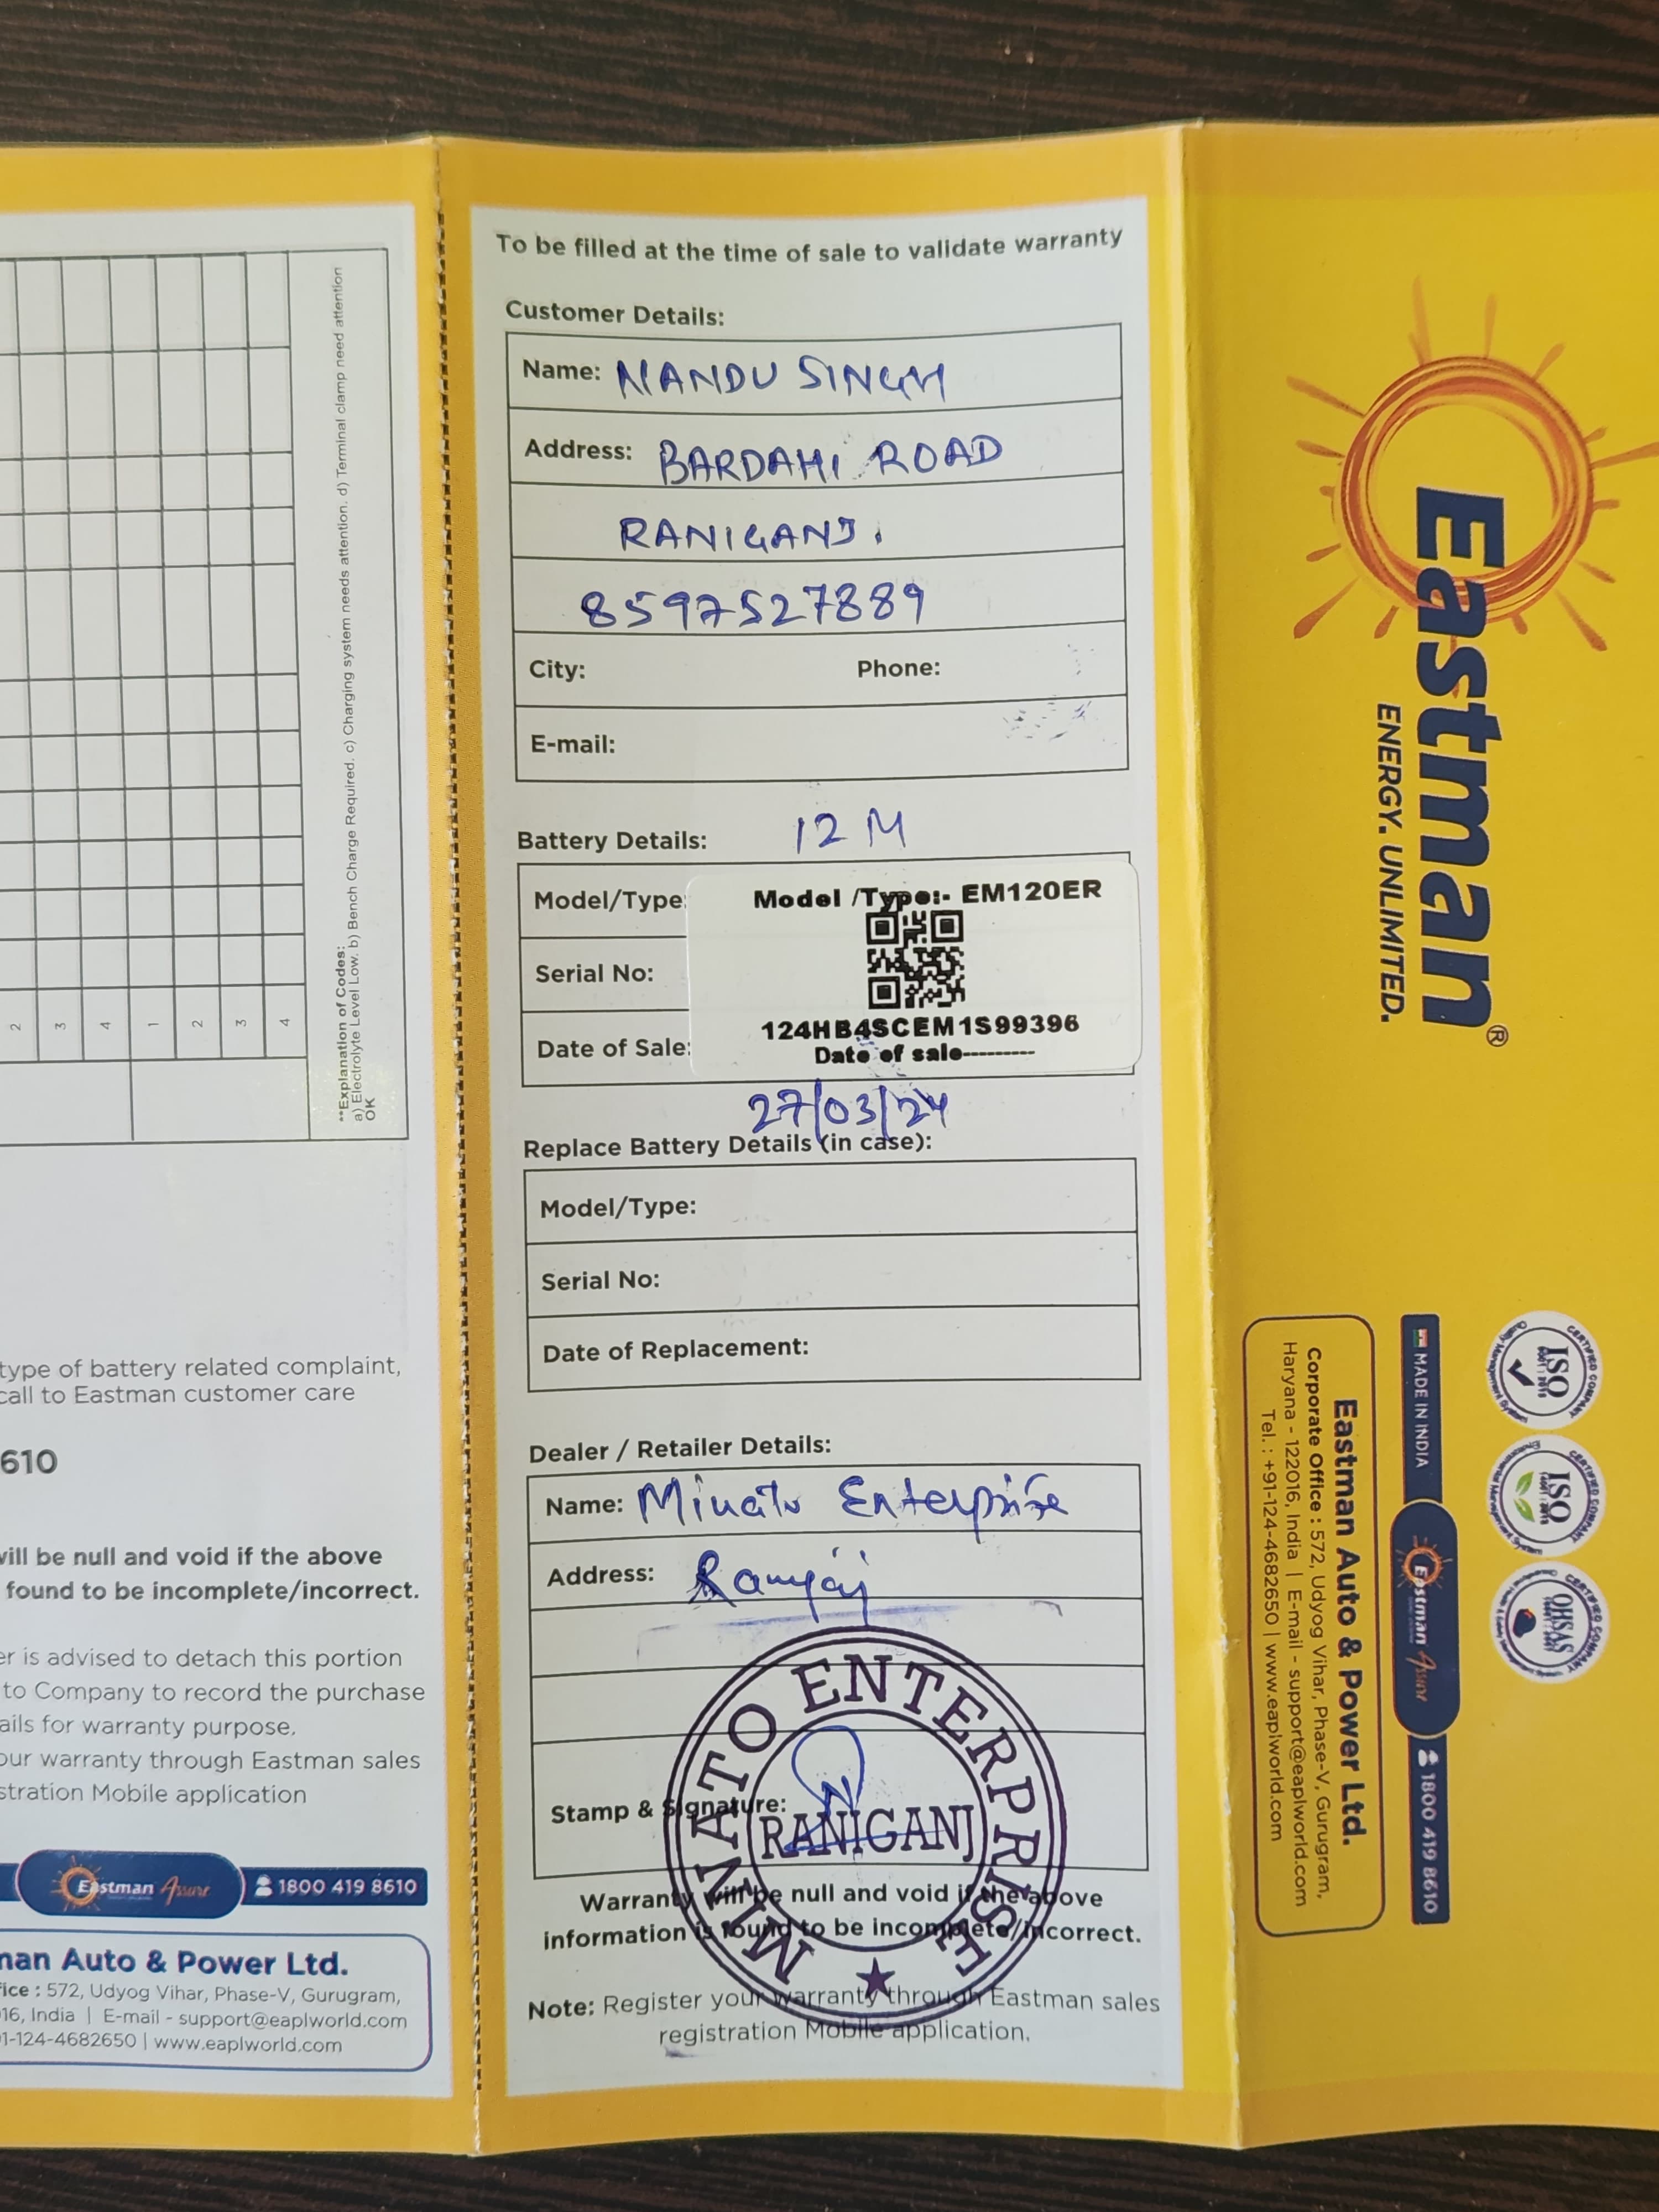 2
3
4
1
2
3
4
**Explanation of Codes:
a) Electrolyte Level Low. b) Bench Charge Required. c) Charging system needs attention. d) Terminal clamp need attention
OK
type of battery related complaint,
call to Eastman customer care
610
will be null and void if the above
found to be incomplete/incorrect.
er is advised to detach this portion
to Company to record the purchase
ails for warranty purpose.
our warranty through Eastman sales
stration Mobile application
Eastman Assure 1800 419 8610
man Auto & Power Ltd.
ice : 572, Udyog Vihar, Phase-V, Gurugram,
16, India | E-mail - support@eaplworld.com
1-124-4682650 | www.eaplworld.com
To be filled at the time of sale to validate warranty
Customer Details:
Name: NANDU SINGH
Address: BARDAHI ROAD
RANIGANJ.
8597527889
City: Phone:
E-mail:
Battery Details: 12 M
Model/Type:
Serial No:
Date of Sale:
Model /Type:- EM120ER
124HB4SCEM1S99396
Date of sale---------
27/03/24
Replace Battery Details (in case):
Model/Type:
Serial No:
Date of Replacement:
Dealer / Retailer Details:
Name: Minato Enterprise
Address:
Stamp & Signature:
MINATO ENTERPRISE
RANIGANJ
Warranty will be null and void if the above
information is found to be incomplete/incorrect.
Note: Register your warranty through Eastman sales
registration Mobile application.
Eastman®
ENERGY. UNLIMITED.
CERTIFIED COMPANY
ISO
9001 : 2015
Quality Management System
CERTIFIED COMPANY
ISO
14001 : 2015
CERTIFIED COMPANY
OHSAS
MADE IN INDIA Eastman Assure 1800 419 8610
Eastman Auto & Power Ltd.
Corporate Office : 572, Udyog Vihar, Phase-V, Gurugram,
Haryana - 122016, India | E-mail - support@eaplworld.com
Tel. : +91-124-4682650 | www.eaplworld.com